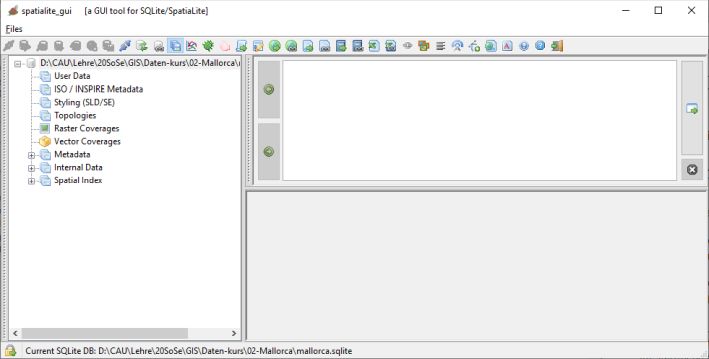 spatialite_gui    [a GUI tool for SQLite/SpatiaLite]
Files
D:\CAU\Lehre\20SoSe\GIS\Daten-kurs\02-Mallorca\
User Data
ISO / INSPIRE Metadata
Styling (SLD/SE)
Topologies
Raster Coverages
Vector Coverages
Metadata
Internal Data
Spatial Index
Current SQLite DB: D:\CAU\Lehre\20SoSe\GIS\Daten-kurs\02-Mallorca\mallorca.sqlite